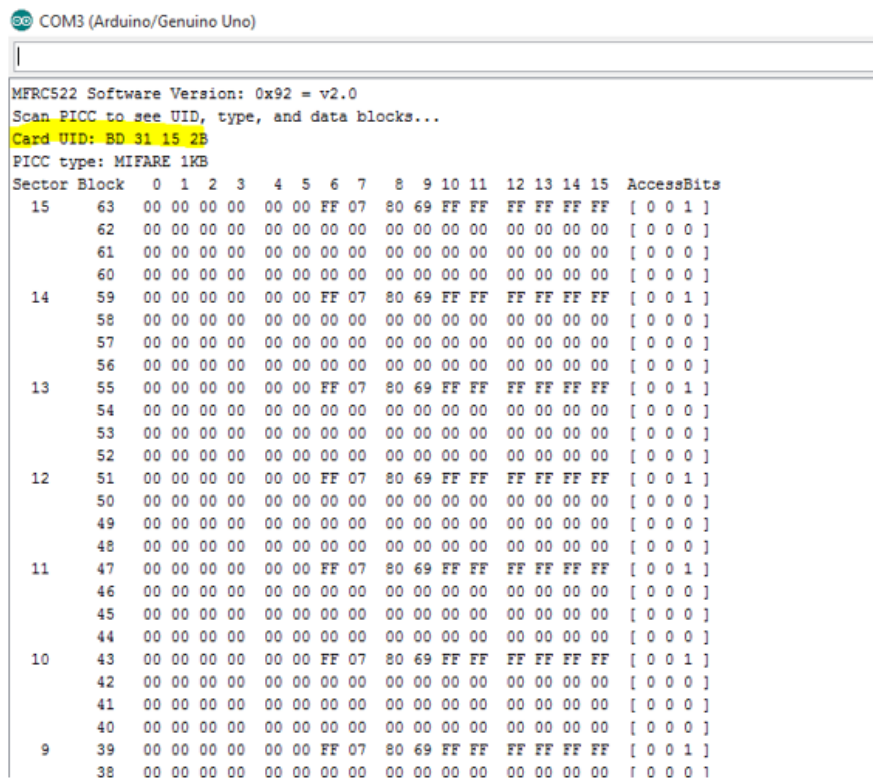 COM3 (Arduino/Genuino Uno)
MFRC522 Software Version: 0x92 = v2.0
Scan PICC to see UID, type, and data blocks...
Card UID: BD 31 15 2B
PICC type: MIFARE 1KB
Sector Block 0 1 2 3 4 5 6 7 8 9 10 11 12 13 14 15 AccessBits
15 63 00 00 00 00 00 00 FF 07 80 69 FF FF FF FF FF FF [ 0 0 1 ]
62 00 00 00 00 00 00 00 00 00 00 00 00 00 00 00 00 [ 0 0 0 ]
61 00 00 00 00 00 00 00 00 00 00 00 00 00 00 00 00 [ 0 0 0 ]
60 00 00 00 00 00 00 00 00 00 00 00 00 00 00 00 00 [ 0 0 0 ]
14 59 00 00 00 00 00 00 FF 07 80 69 FF FF FF FF FF FF [ 0 0 1 ]
58 00 00 00 00 00 00 00 00 00 00 00 00 00 00 00 00 [ 0 0 0 ]
57 00 00 00 00 00 00 00 00 00 00 00 00 00 00 00 00 [ 0 0 0 ]
56 00 00 00 00 00 00 00 00 00 00 00 00 00 00 00 00 [ 0 0 0 ]
13 55 00 00 00 00 00 00 FF 07 80 69 FF FF FF FF FF FF [ 0 0 1 ]
54 00 00 00 00 00 00 00 00 00 00 00 00 00 00 00 00 [ 0 0 0 ]
53 00 00 00 00 00 00 00 00 00 00 00 00 00 00 00 00 [ 0 0 0 ]
52 00 00 00 00 00 00 00 00 00 00 00 00 00 00 00 00 [ 0 0 0 ]
12 51 00 00 00 00 00 00 FF 07 80 69 FF FF FF FF FF FF [ 0 0 1 ]
50 00 00 00 00 00 00 00 00 00 00 00 00 00 00 00 00 [ 0 0 0 ]
49 00 00 00 00 00 00 00 00 00 00 00 00 00 00 00 00 [ 0 0 0 ]
48 00 00 00 00 00 00 00 00 00 00 00 00 00 00 00 00 [ 0 0 0 ]
11 47 00 00 00 00 00 00 FF 07 80 69 FF FF FF FF FF FF [ 0 0 1 ]
46 00 00 00 00 00 00 00 00 00 00 00 00 00 00 00 00 [ 0 0 0 ]
45 00 00 00 00 00 00 00 00 00 00 00 00 00 00 00 00 [ 0 0 0 ]
44 00 00 00 00 00 00 00 00 00 00 00 00 00 00 00 00 [ 0 0 0 ]
10 43 00 00 00 00 00 00 FF 07 80 69 FF FF FF FF FF FF [ 0 0 1 ]
42 00 00 00 00 00 00 00 00 00 00 00 00 00 00 00 00 [ 0 0 0 ]
41 00 00 00 00 00 00 00 00 00 00 00 00 00 00 00 00 [ 0 0 0 ]
40 00 00 00 00 00 00 00 00 00 00 00 00 00 00 00 00 [ 0 0 0 ]
9 39 00 00 00 00 00 00 FF 07 80 69 FF FF FF FF FF FF [ 0 0 1 ]
38 00 00 00 00 00 00 00 00 00 00 00 00 00 00 00 00 [ 0 0 0 ]